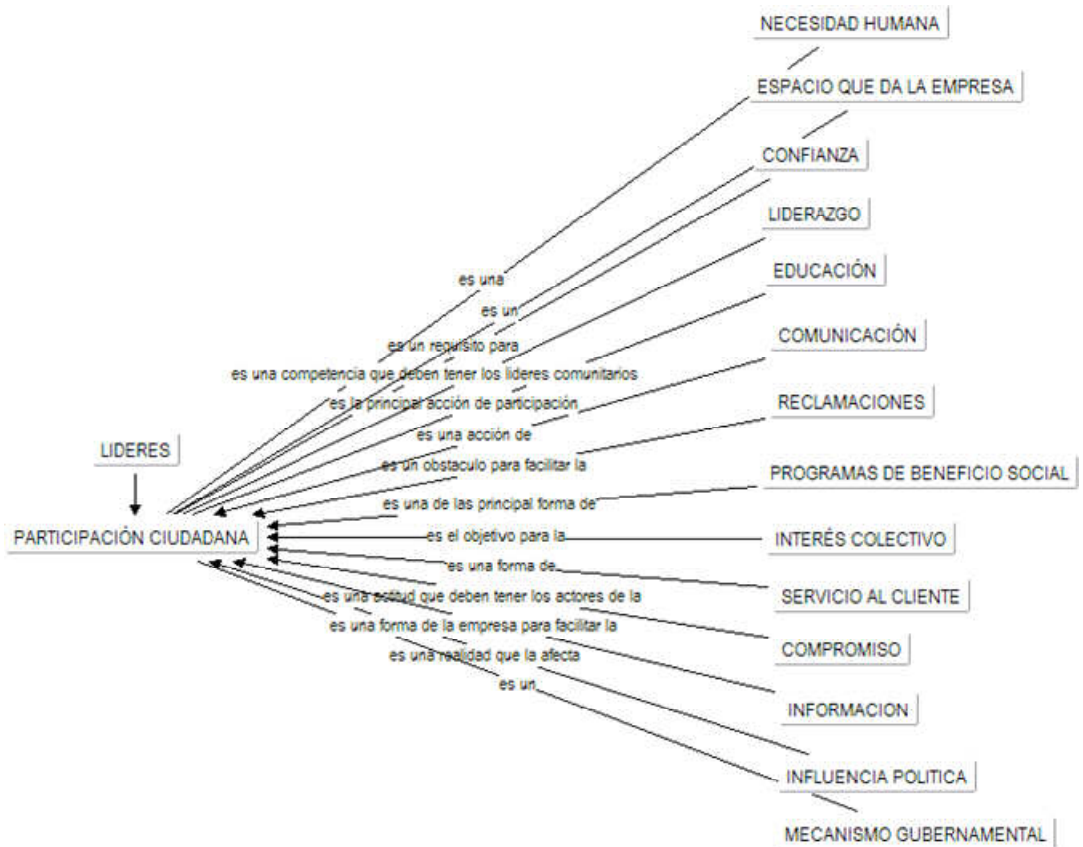 NECESIDAD HUMANA
ESPACIO QUE DA LA EMPRESA
CONFIANZA
LIDERAZGO
EDUCACIÓN
es una
es un
COMUNICACIÓN
es un requisito para
es una competencia que deben tener los lideres comunitarios
es la principal acción de participación
RECLAMACIONES
es una acción de
LIDERES
es un obstaculo para facilitar la
PROGRAMAS DE BENEFICIO SOCIAL
es una de las principal forma de
PARTICIPACIÓN CIUDADANA
es el objetivo para la
INTERÉS COLECTIVO
es una forma de
SERVICIO AL CLIENTE
es una actitud que deben tener los actores de la
es una forma de la empresa para facilitar la
COMPROMISO
es una realidad que la afecta
es un
INFORMACION
INFLUENCIA POLITICA
MECANISMO GUBERNAMENTAL